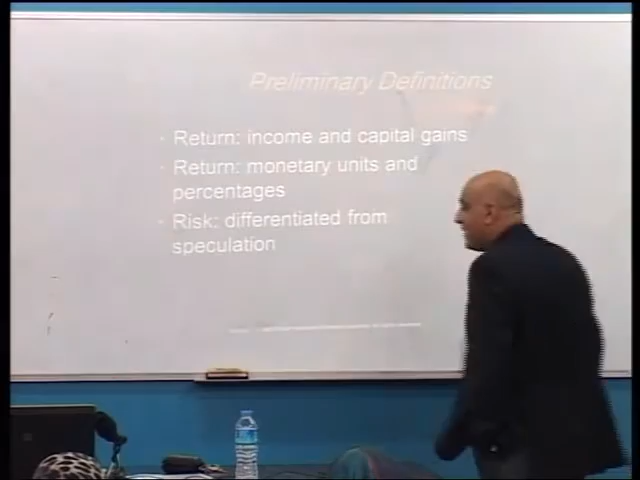 Preliminary Definitions
· Return: income and capital gains
· Return: monetary units and
percentages
· Risk: differentiated from
speculation